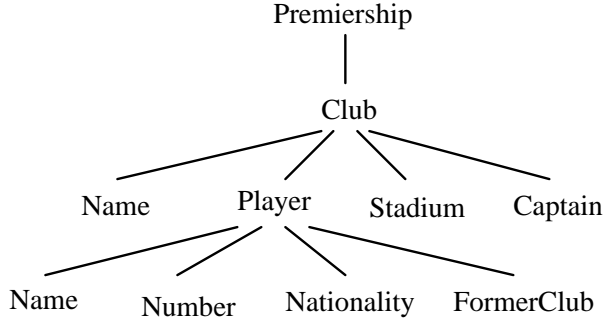 Premiership
Club
Name Player Stadium Captain
Name Number Nationality FormerClub